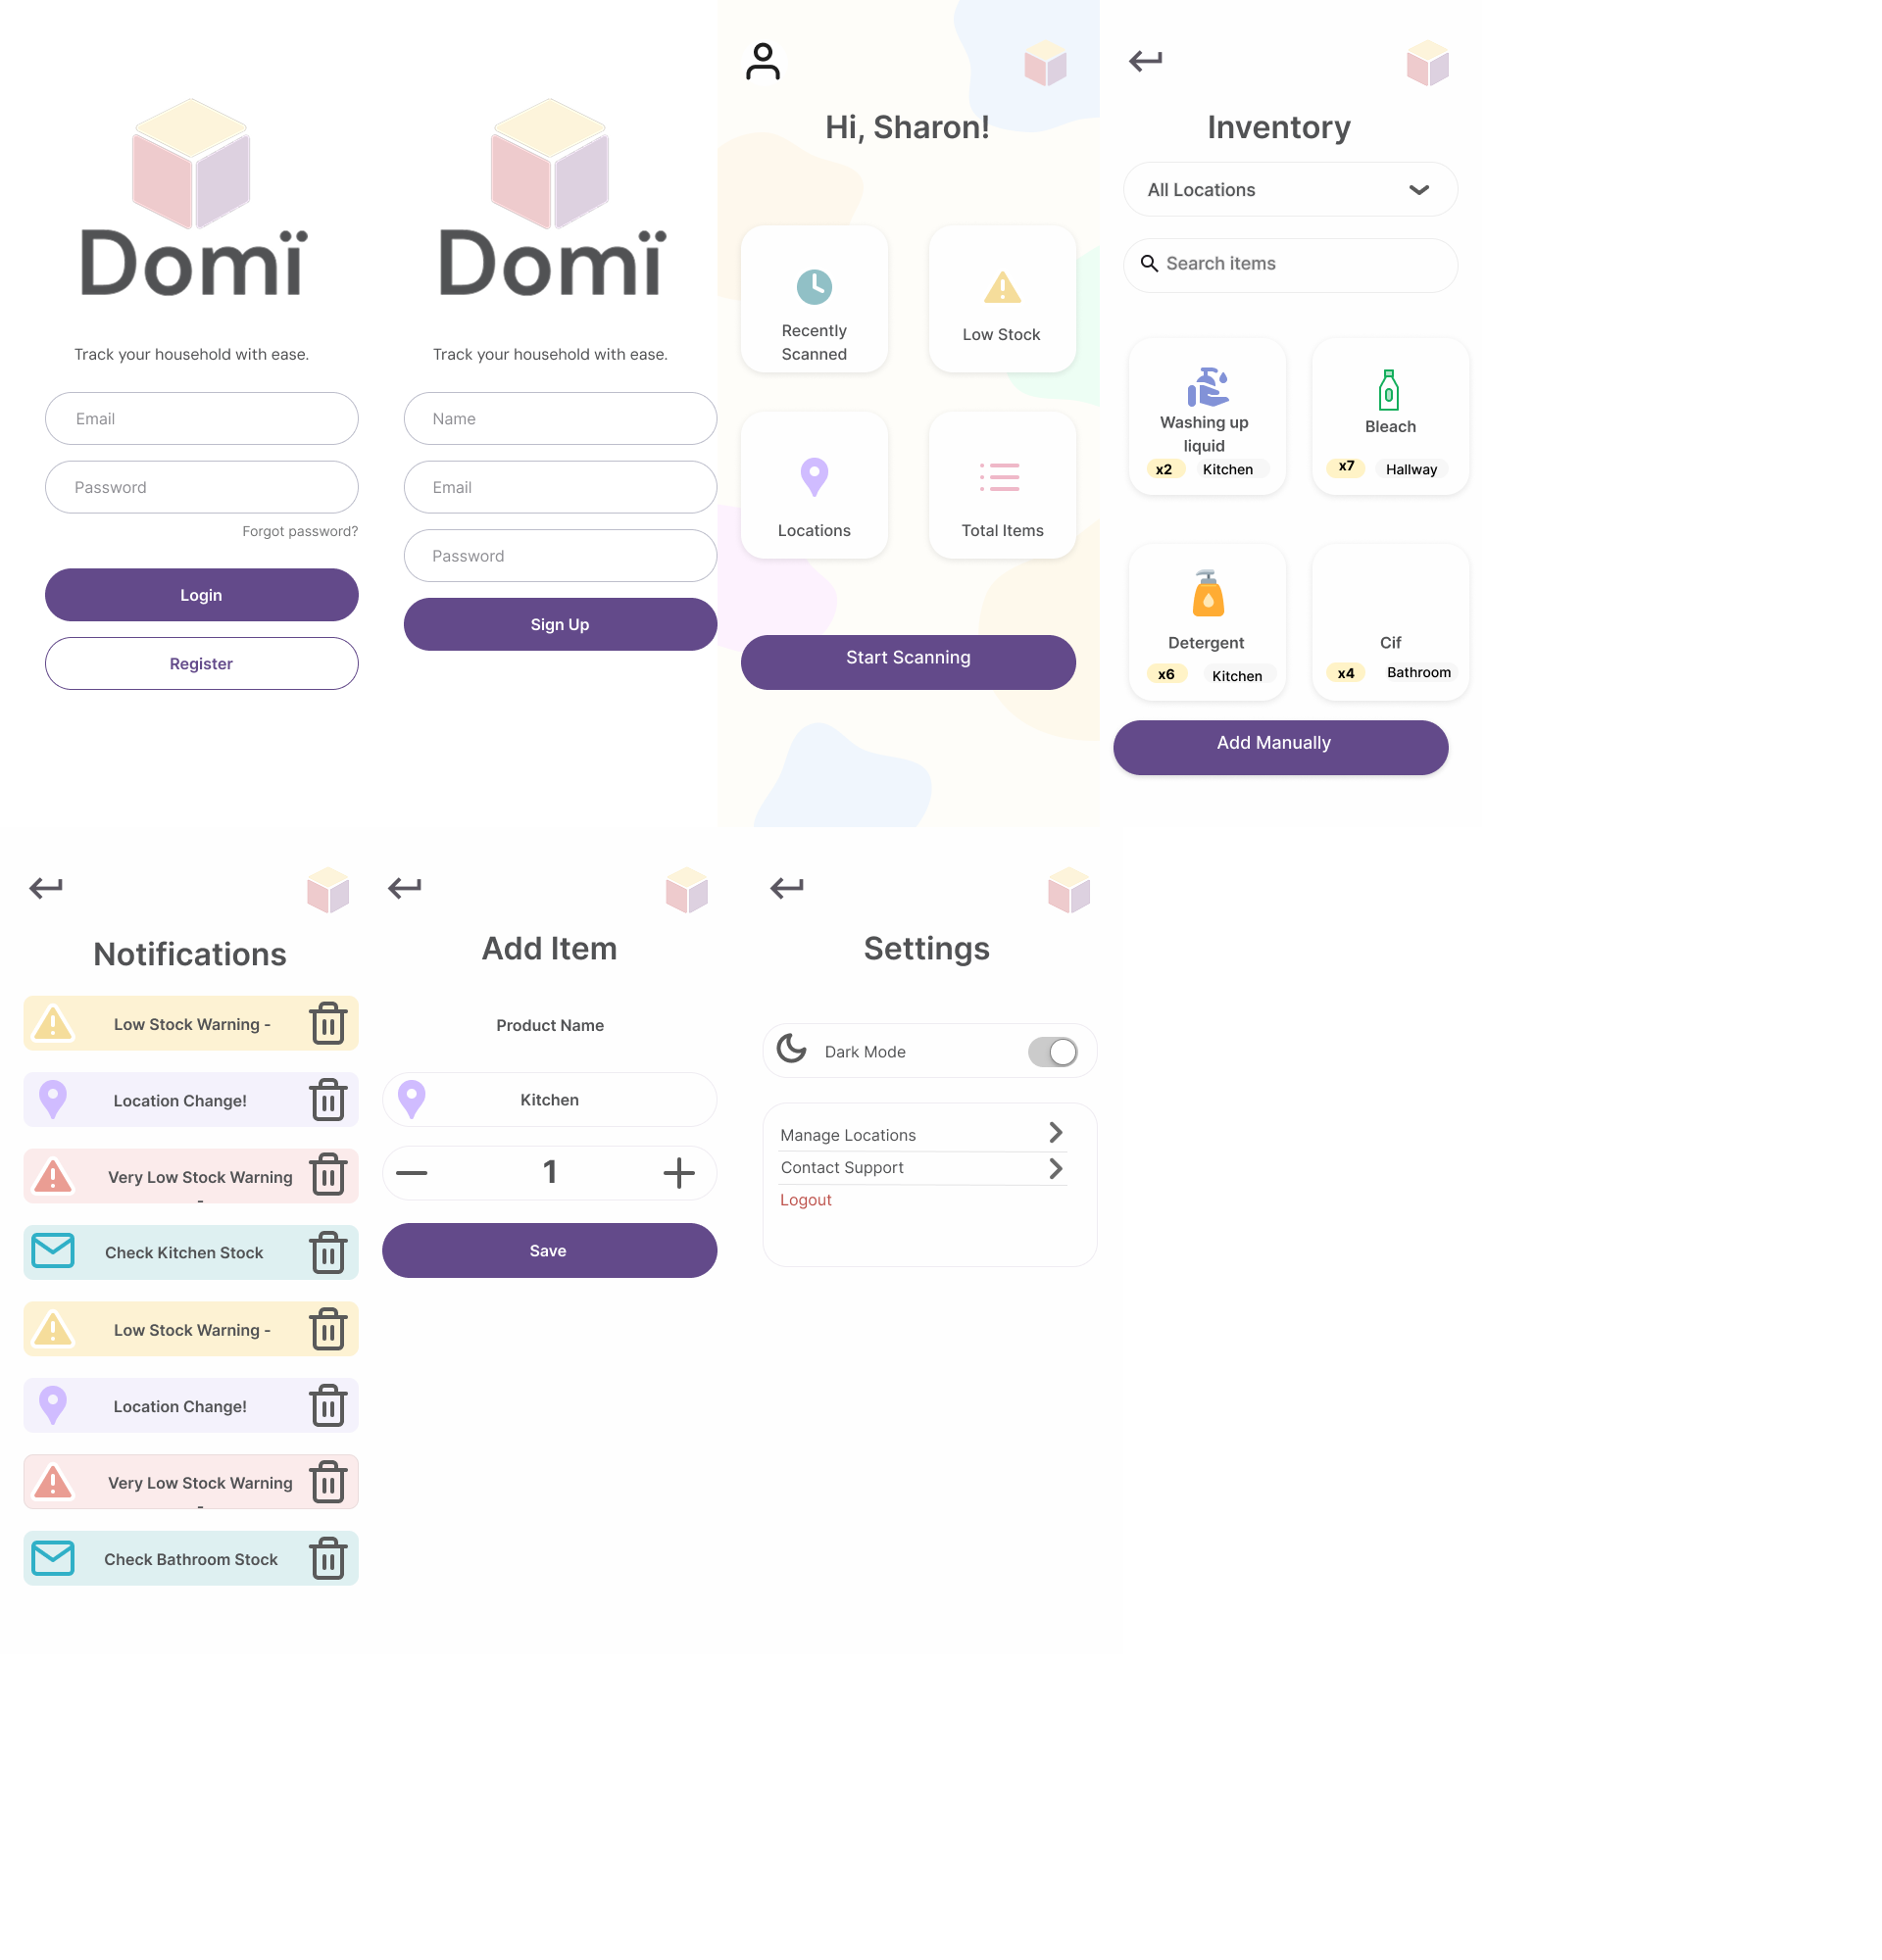 Domï
Track your household with ease.
Email
Password
Forgot password?
Login
Register
Domï
Track your household with ease.
Name
Email
Password
Sign Up
Hi, Sharon!
Recently
Scanned
Low Stock
Locations
Total Items
Start Scanning
Inventory
All Locations
Search items
Washing up
liquid
x2 Kitchen
Bleach
x7 Hallway
Detergent
x6 Kitchen
Cif
x4 Bathroom
Add Manually
Notifications
Low Stock Warning -
Location Change!
Very Low Stock Warning
-
Check Kitchen Stock
Low Stock Warning -
Location Change!
Very Low Stock Warning
-
Check Bathroom Stock
Add Item
Product Name
Kitchen
1
Save
Settings
Dark Mode
Manage Locations
Contact Support
Logout